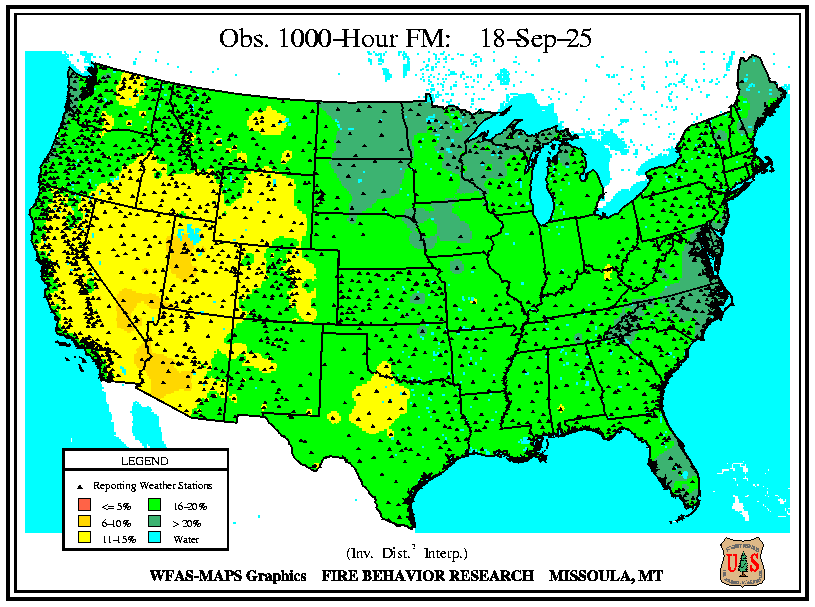 Obs. 1000-Hour FM: 18-Sep-25
LEGEND
Reporting Weather Stations
<= 5% 16-20%
6-10% > 20%
11-15% Water
(Inv. Dist.² Interp.)
WFAS-MAPS Graphics FIRE BEHAVIOR RESEARCH MISSOULA, MT
U S